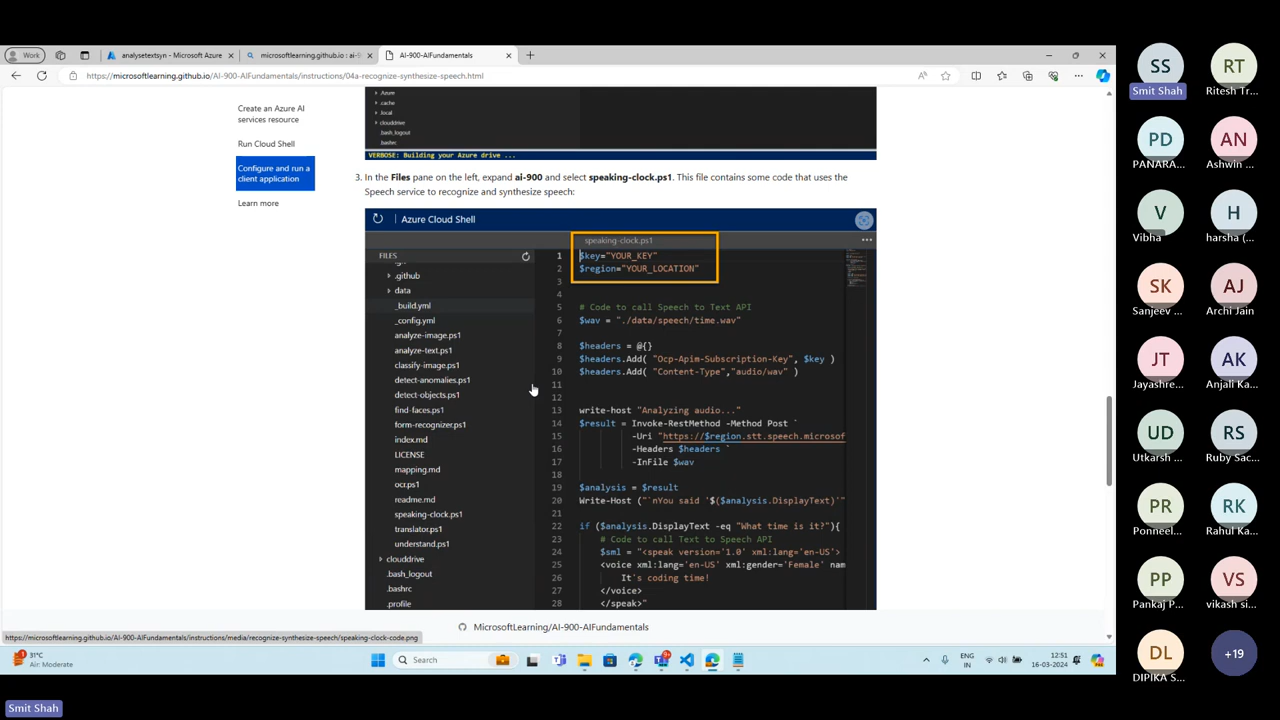 Work
analysetextsyn - Microsoft Azure
microsoftlearning.github.io : ai-9
AI-900-AIFundamentals
https://microsoftlearning.github.io/AI-900-AIFundamentals/instructions/04a-recognize-synthesize-speech.html
Create an Azure AI
services resource
Run Cloud Shell
Configure and run a
client application
Learn more
.Azure
.cache
.local
clouddrive
.bash_logout
.bashrc
VERBOSE: Building your Azure drive ...
3. In the Files pane on the left, expand ai-900 and select speaking-clock.ps1. This file contains some code that uses the
Speech service to recognize and synthesize speech:
Azure Cloud Shell
speaking-clock.ps1
FILES
.github
data
_build.yml
_config.yml
analyze-image.ps1
analyze-text.ps1
classify-image.ps1
detect-anomalies.ps1
detect-objects.ps1
find-faces.ps1
form-recognizer.ps1
index.md
LICENSE
mapping.md
ocr.ps1
readme.md
speaking-clock.ps1
translator.ps1
understand.ps1
clouddrive
.bash_logout
.bashrc
.profile
1 $key="YOUR_KEY"
2 $region="YOUR_LOCATION"
3
4
5 # Code to call Speech to Text API
6 $wav = "./data/speech/time.wav"
7
8 $headers = @{}
9 $headers.Add( "Ocp-Apim-Subscription-Key", $key )
10 $headers.Add( "Content-Type","audio/wav" )
11
12
13 write-host "Analyzing audio..."
14 $result = Invoke-RestMethod -Method Post `
15 -Uri "https://$region.stt.speech.microsof
16 -Headers $headers `
17 -InFile $wav
18
19 $analysis = $result
20 Write-Host ("`nYou said '$($analysis.DisplayText)'"
21
22 if ($analysis.DisplayText -eq "What time is it?"){
23 # Code to call Text to Speech API
24 $sml = "<speak version='1.0' xml:lang='en-US'>
25 <voice xml:lang='en-US' xml:gender='Female' nam
26 It's coding time!
27 </voice>
28 </speak>"
MicrosoftLearning/AI-900-AIFundamentals
https://microsoftlearning.github.io/AI-900-AIFundamentals/instructions/media/recognize-synthesize-speech/speaking-clock-code.png
31°C
Air: Moderate
Search
9+
ENG
IN
12:51
16-03-2024
Smit Shah
SS
Smit Shah
RT
Ritesh Tr...
PD
PANARA...
AN
Ashwin ...
V
Vibha
H
harsha (...
SK
Sanjeev ...
AJ
Archi Jain
JT
Jayashre...
AK
Anjali Ka...
UD
Utkarsh ...
RS
Ruby Sac...
PR
Ponneel...
RK
Rahul Ka...
PP
Pankaj P...
VS
vikash si...
DL
DIPIKA S...
+19